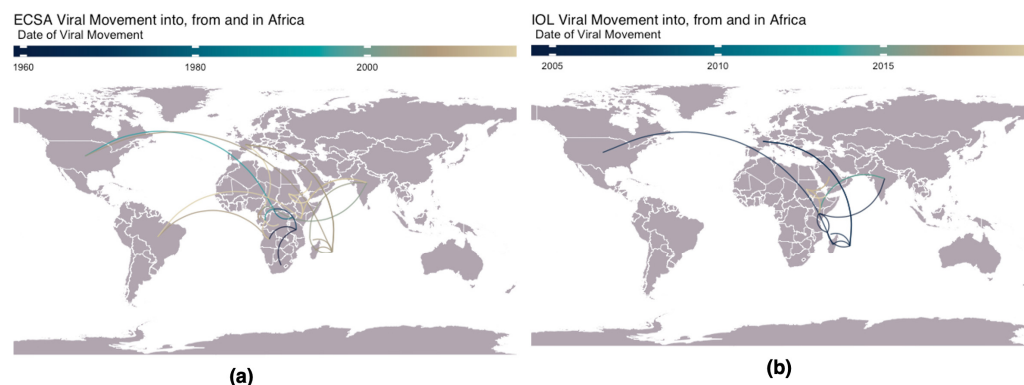 ECSA Viral Movement into, from and in Africa
Date of Viral Movement
1960 1980 2000
(a)
IOL Viral Movement into, from and in Africa
Date of Viral Movement
2005 2010 2015
(b)